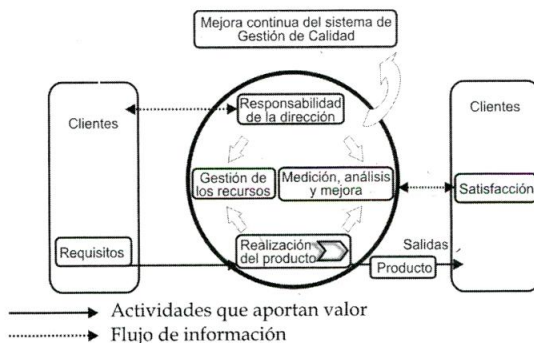 Mejora continua del sistema de
Gestión de Calidad
Clientes
Responsabilidad
de la dirección
Clientes
Gestión de
los recursos
Medición, análisis
y mejora
Satisfacción
Requisitos
Realización
del producto
Salidas
Producto
Actividades que aportan valor
Flujo de información